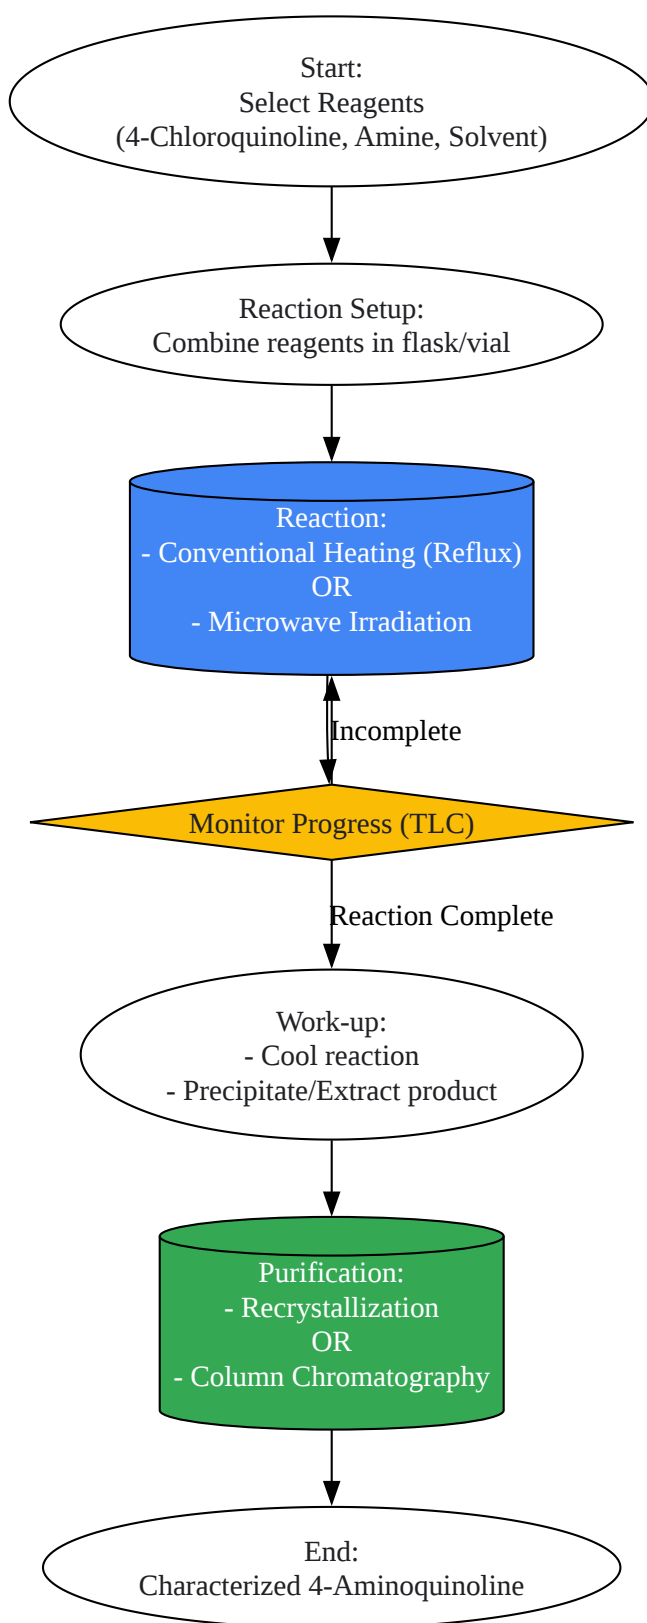 Start:
Select Reagents
(4-Chloroquinoline, Amine, Solvent)
Reaction Setup:
Combine reagents in flask/vial
Reaction:
- Conventional Heating (Reflux)
OR
- Microwave Irradiation
Incomplete
Monitor Progress (TLC)
Reaction Complete
Work-up:
- Cool reaction
- Precipitate/Extract product
Purification:
- Recrystallization
OR
- Column Chromatography
End:
Characterized 4-Aminoquinoline